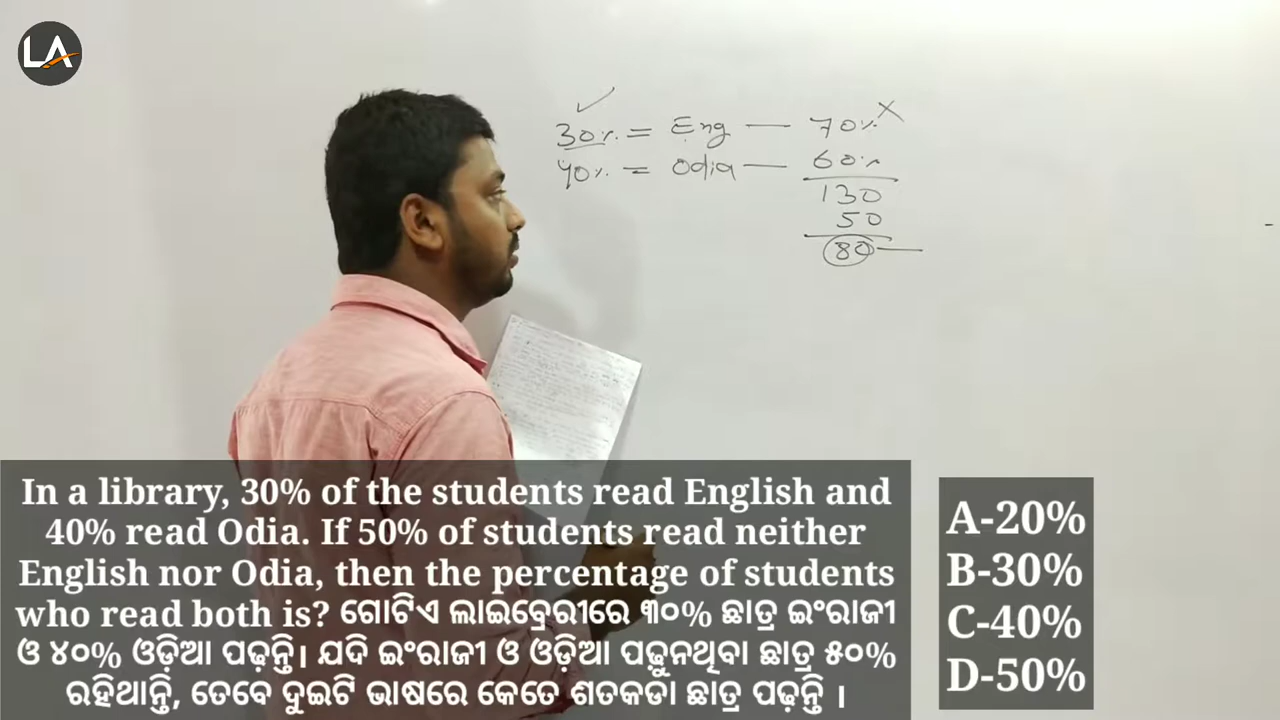 LA
30% = Eng — 70%
40% = Odia — 60%
130
50
80
In a library, 30% of the students read English and
40% read Odia. If 50% of students read neither
English nor Odia, then the percentage of students
who read both is? ଗୋଟିଏ ଲାଇବ୍ରେରୀରେ ୩୦% ଛାତ୍ର ଇଂରାଜୀ
ଓ ୪୦% ଓଡ଼ିଆ ପଢ଼ନ୍ତି। ଯଦି ଇଂରାଜୀ ଓ ଓଡ଼ିଆ ପଢୁନଥିବା ଛାତ୍ର ୫୦%
ରହିଥାନ୍ତି, ତେବେ ଦୁଇଟି ଭାଷାରେ କେତେ ଶତକଡା ଛାତ୍ର ପଢ଼ନ୍ତି ।
A-20%
B-30%
C-40%
D-50%